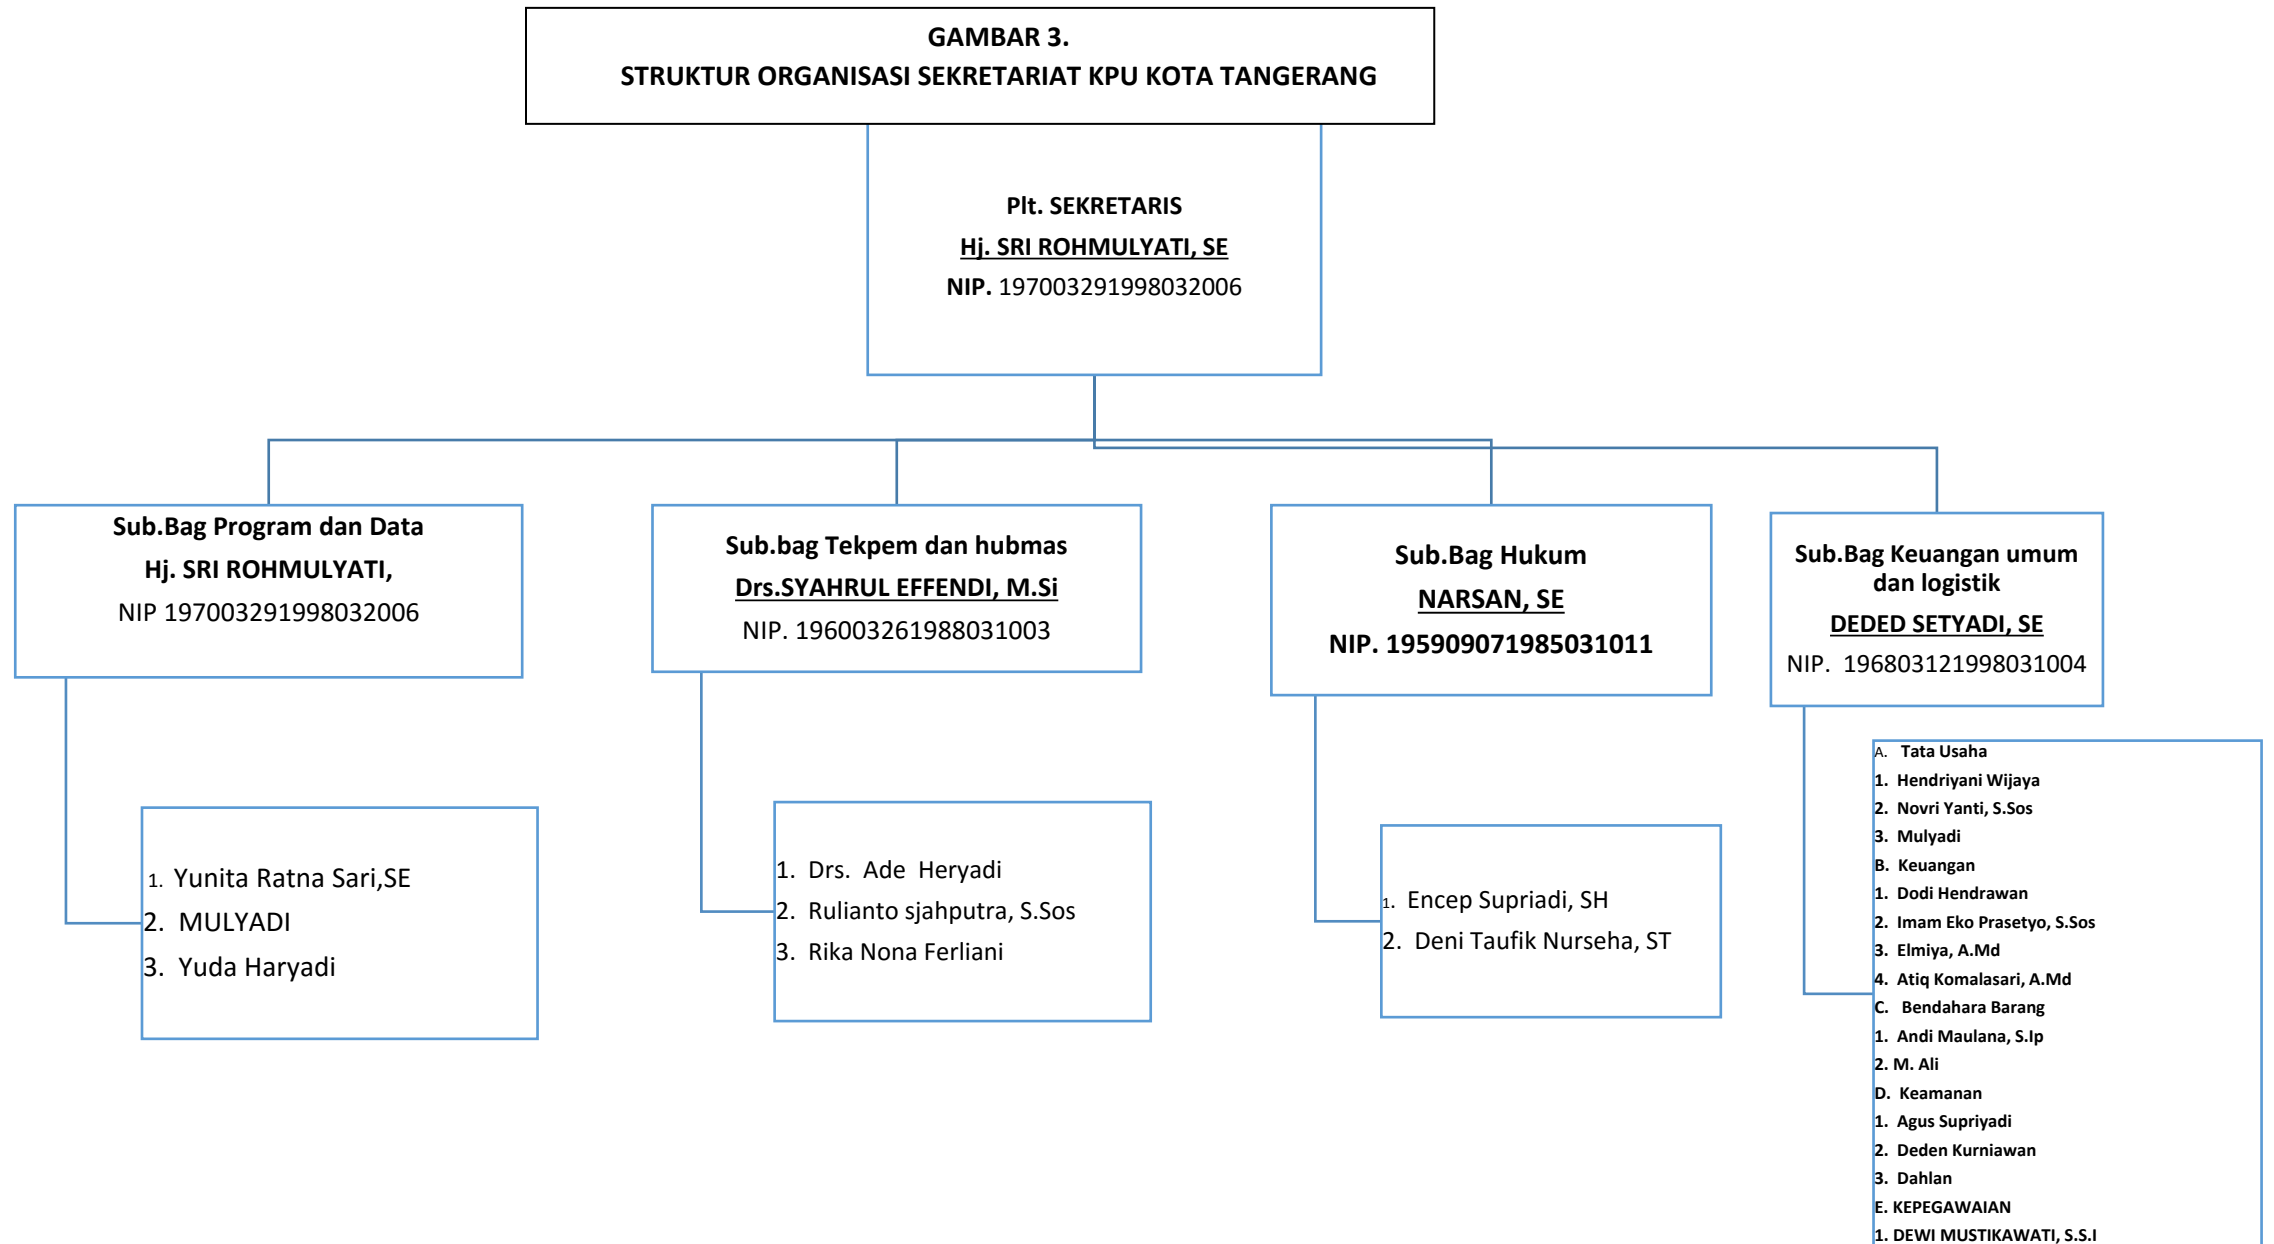 GAMBAR 3.
STRUKTUR ORGANISASI SEKRETARIAT KPU KOTA TANGERANG
Plt. SEKRETARIS
Hj. SRI ROHMULYATI, SE
NIP. 197003291998032006
Sub.Bag Program dan Data
Hj. SRI ROHMULYATI,
NIP 197003291998032006
Sub.bag Tekpem dan hubmas
Drs.SYAHRUL EFFENDI, M.Si
NIP. 196003261988031003
Sub.Bag Hukum
NARSAN, SE
NIP. 195909071985031011
Sub.Bag Keuangan umum
dan logistik
DEDED SETYADI, SE
NIP. 196803121998031004
1. Yunita Ratna Sari,SE
2. MULYADI
3. Yuda Haryadi
1. Drs. Ade Heryadi
2. Rulianto sjahputra, S.Sos
3. Rika Nona Ferliani
1. Encep Supriadi, SH
2. Deni Taufik Nurseha, ST
A. Tata Usaha
1. Hendriyani Wijaya
2. Novri Yanti, S.Sos
3. Mulyadi
B. Keuangan
1. Dodi Hendrawan
2. Imam Eko Prasetyo, S.Sos
3. Elmiya, A.Md
4. Atiq Komalasari, A.Md
C. Bendahara Barang
1. Andi Maulana, S.Ip
2. M. Ali
D. Keamanan
1. Agus Supriyadi
2. Deden Kurniawan
3. Dahlan
E. KEPEGAWAIAN
1. DEWI MUSTIKAWATI, S.S.I